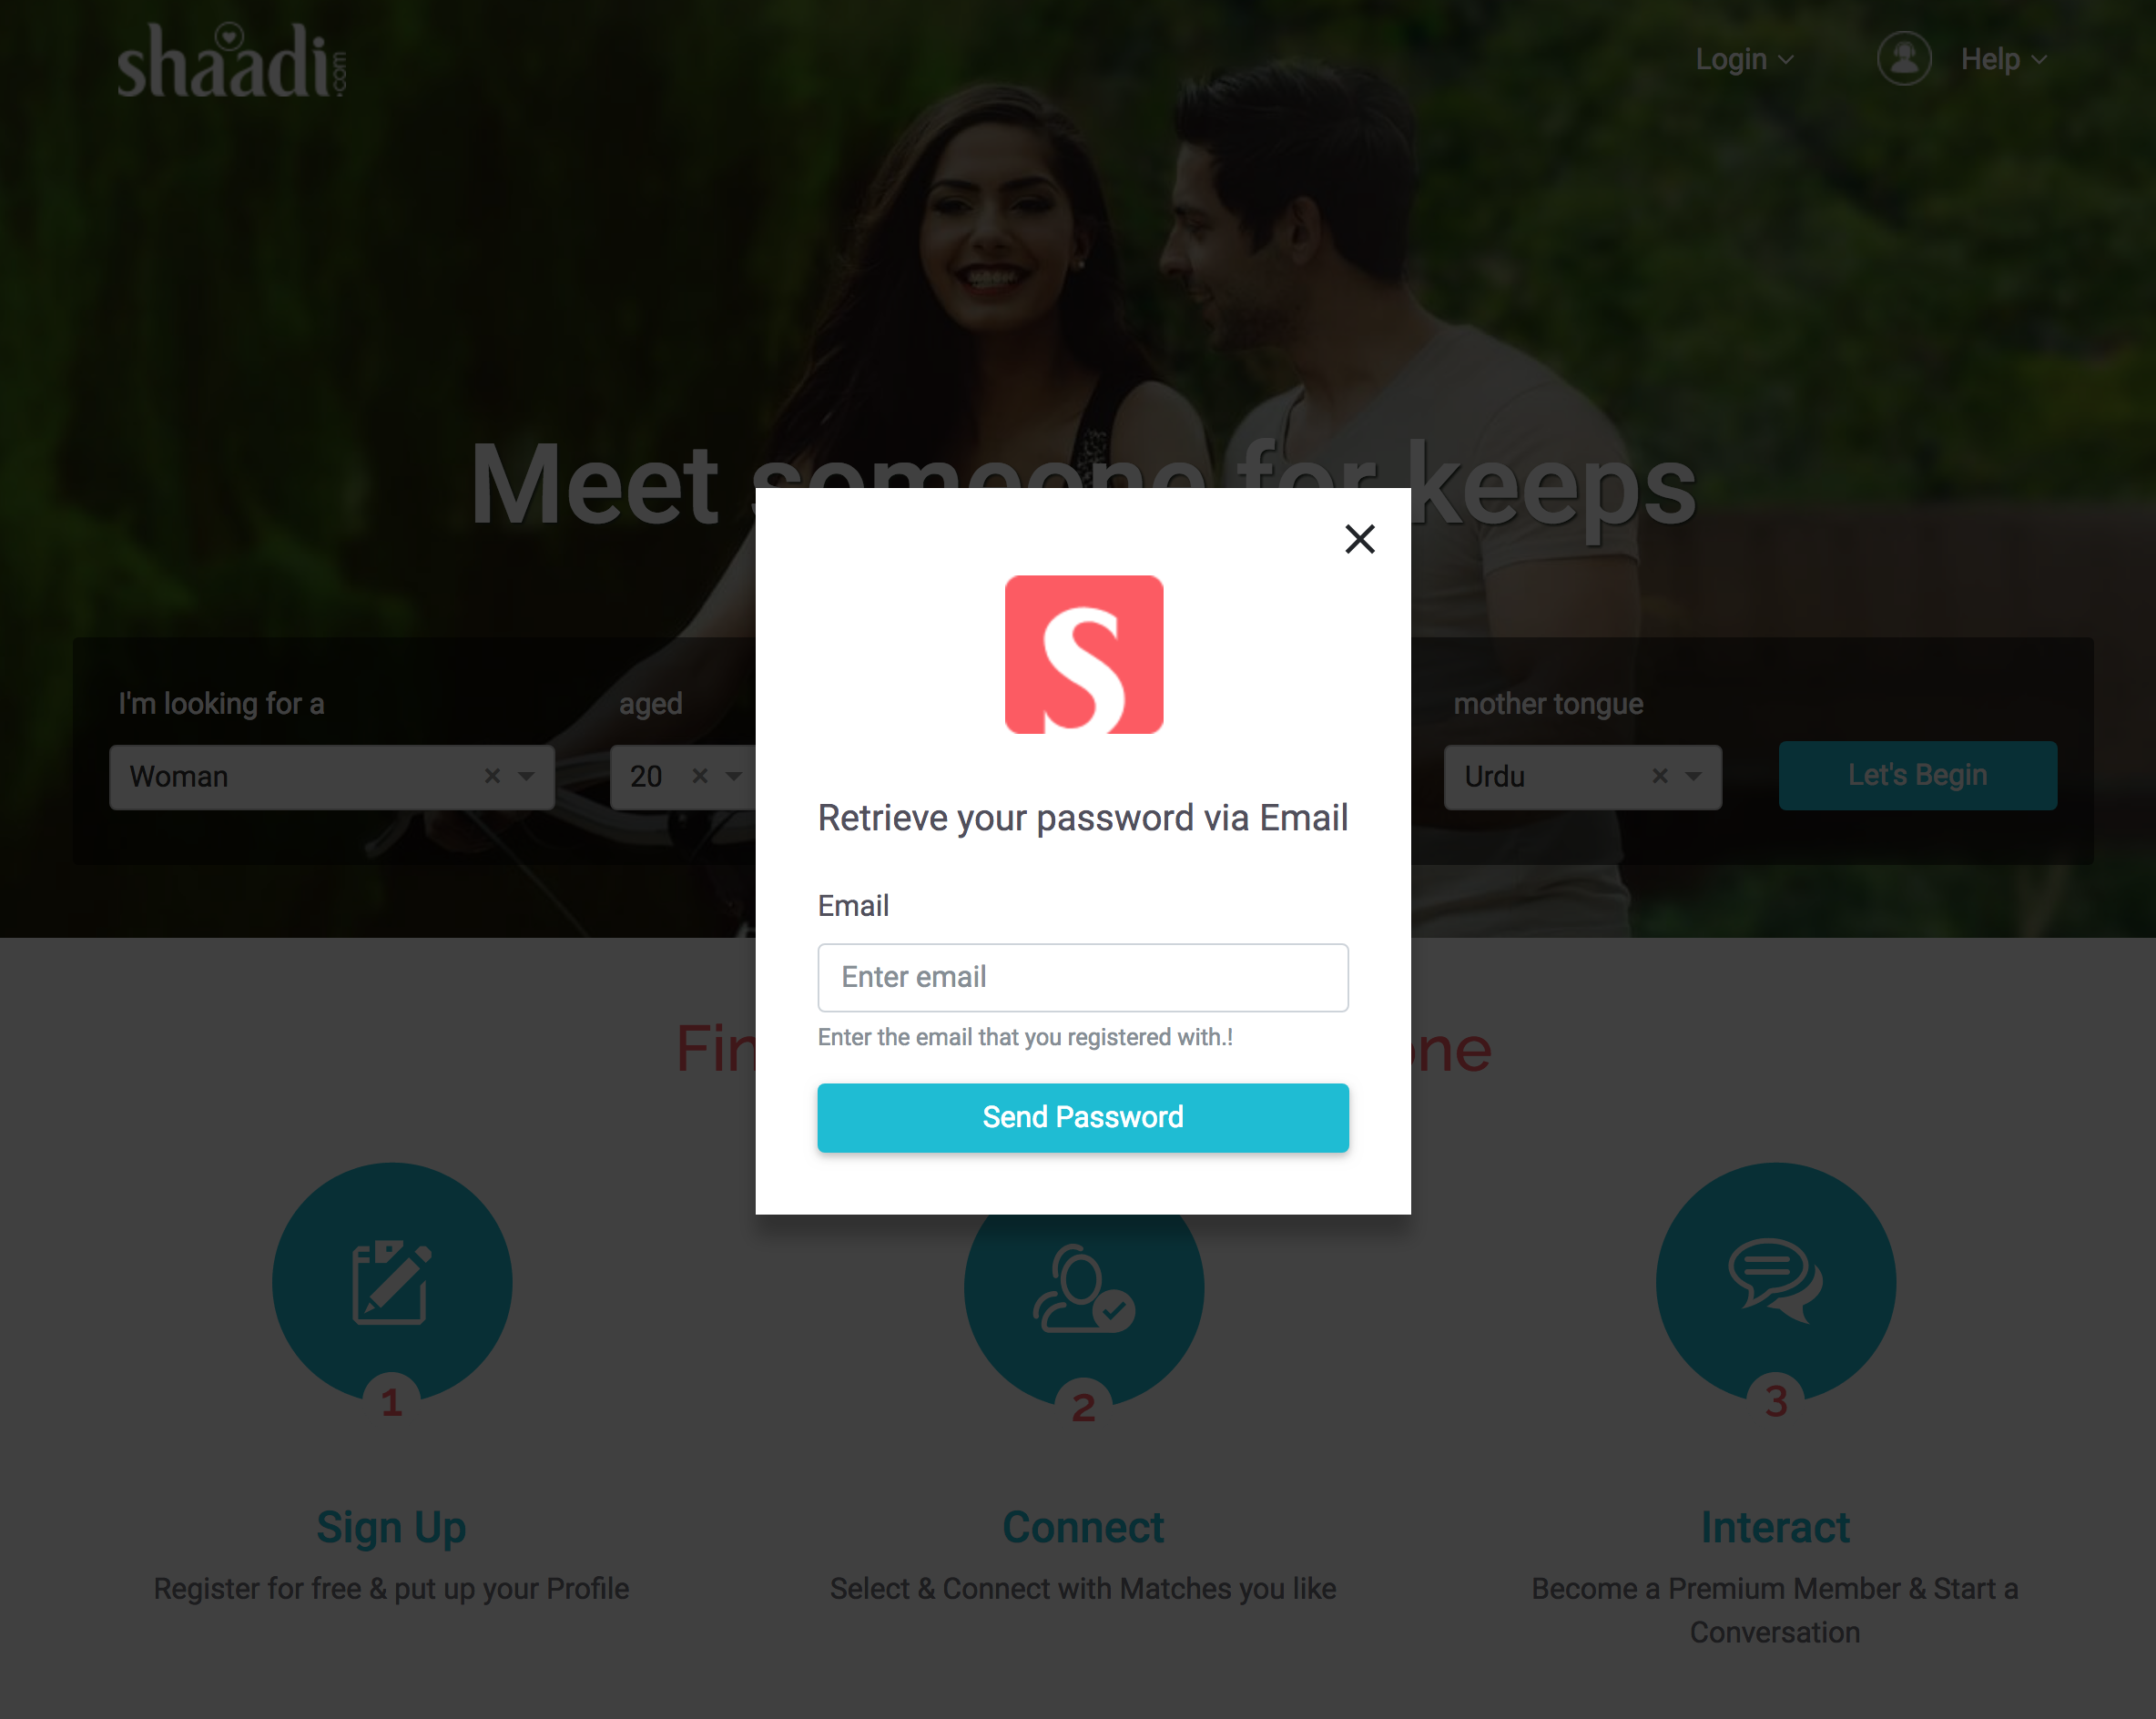 shaadi.com
Login
Help
Meet someone for keeps
I'm looking for a
aged
mother tongue
Woman
20
Urdu
Let's Begin
S
Retrieve your password via Email
Email
Enter email
Enter the email that you registered with.!
Send Password
1
2
3
Sign Up
Connect
Interact
Register for free & put up your Profile
Select & Connect with Matches you like
Become a Premium Member & Start a
Conversation